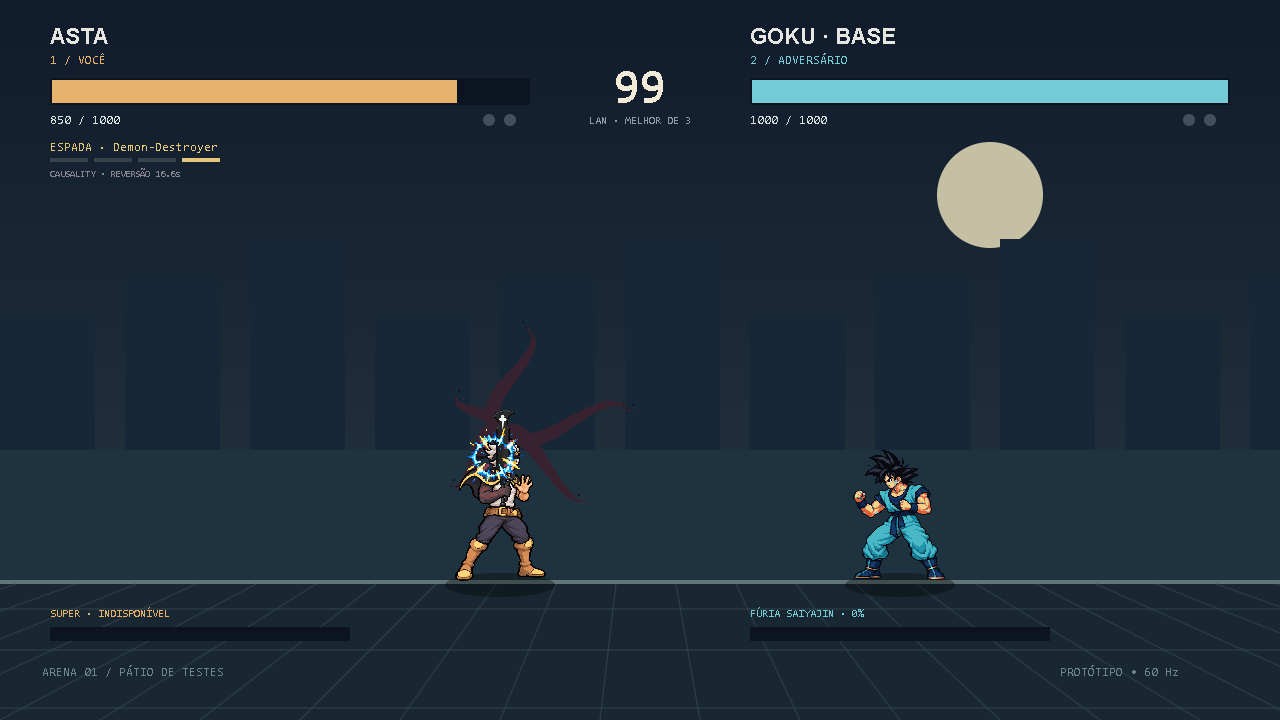 ASTA
1 / VOCÊ
850 / 1000
ESPADA · Demon-Destroyer
CAUSALITY · REVERSÃO 16.6s
99
LAN · MELHOR DE 3
GOKU · BASE
2 / ADVERSÁRIO
1000 / 1000
SUPER · INDISPONÍVEL
FÚRIA SAIYAJIN · 0%
ARENA 01 / PÁTIO DE TESTES
PROTÓTIPO • 60 Hz